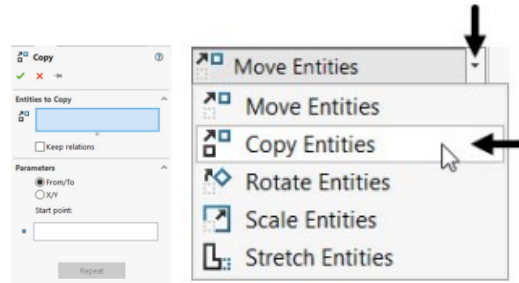 Copy
Entities to Copy
Keep relations
Parameters
From/To
X/Y
Start point:
Repeat
Move Entities
Move Entities
Copy Entities
Rotate Entities
Scale Entities
Stretch Entities